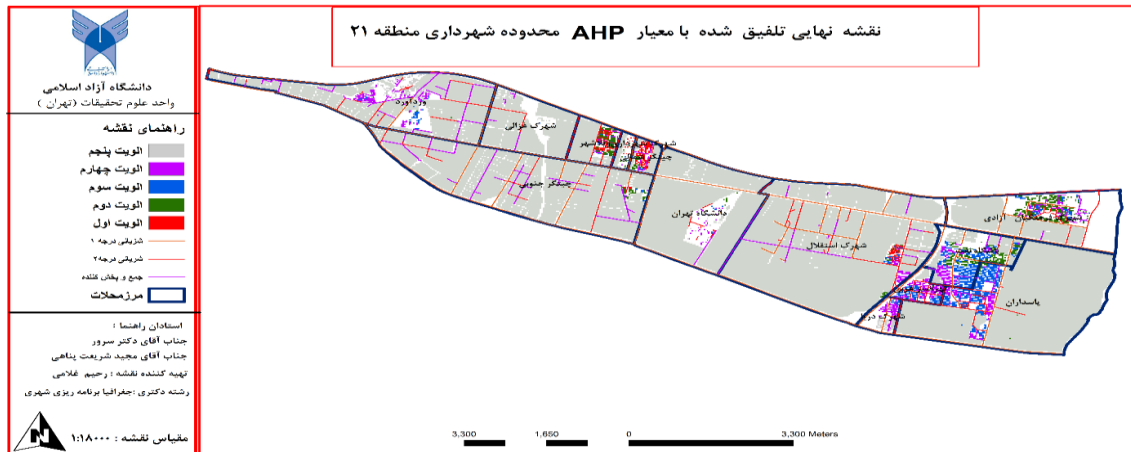 نقشه نهایی تلفیق شده با معیار AHP محدوده شهرداری منطقه ۲۱
دانشگاه آزاد اسلامی
واحد علوم تحقیقات (تهران )
راهنمای نقشه
الویت پنجم
الویت چهارم
الویت سوم
الویت دوم
الویت اول
شریانی درجه ۱
شریانی درجه۲
جمع و پخش کننده
مرزمحلات
استادان راهنما :
جناب آقای دکتر سرور
جناب آقای مجید شریعت پناهی
تهیه کننده نقشه : رحیم غلامی
رشته دکتری :جغرافیا برنامه ریزی شهری
N
مقیاس نقشه : ۱:۱۸۰۰۰
وردآورد
شهرک غزالی
چیتگر جنوبی
دانشگاه تهران
شهرک استقلال
آزادی
پاسداران
شهرک دریا
3,300 1,650 0 3,300 Meters